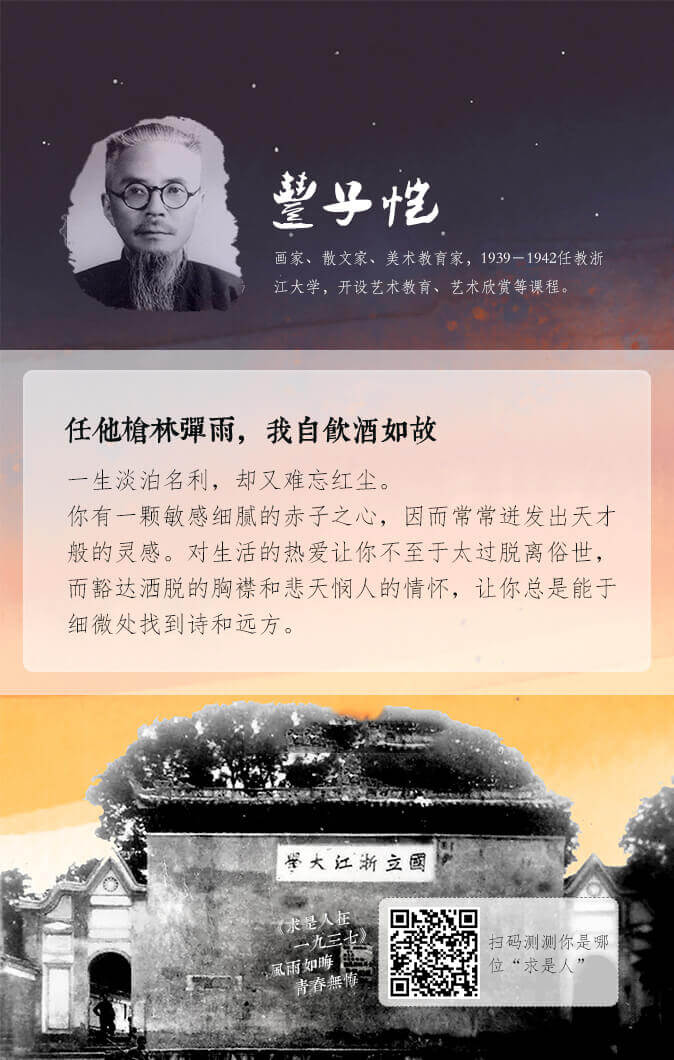 豐子恺
画家、散文家、美术教育家，1939－1942任教浙
江大学，开设艺术教育、艺术欣赏等课程。
任他槍林彈雨，我自飲酒如故
一生淡泊名利，却又难忘红尘。
你有一颗敏感细腻的赤子之心，因而常常迸发出天才
般的灵感。对生活的热爱让你不至于太过脱离俗世，
而豁达洒脱的胸襟和悲天悯人的情怀，让你总是能于
细微处找到诗和远方。
學大江浙立國
《求是人在
一九三七》
風雨如晦
青春無悔
扫码测测你是哪
位“求是人”